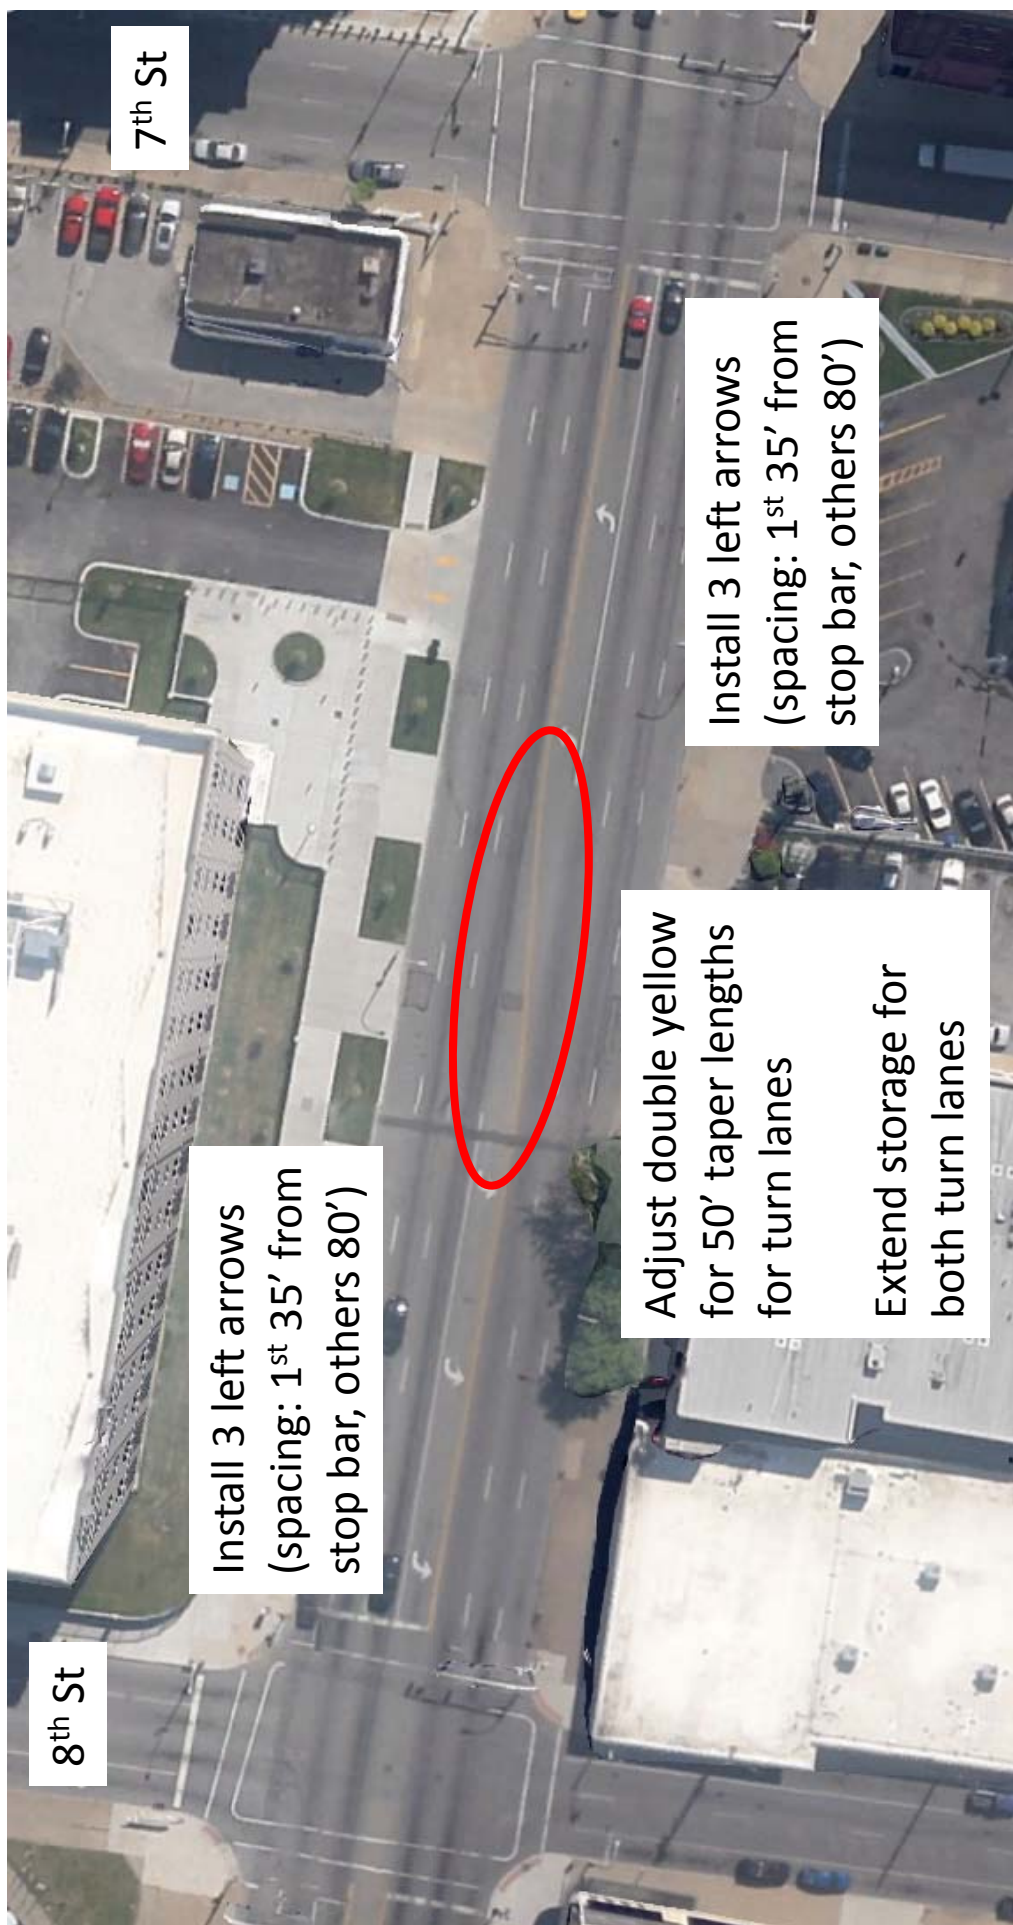 8th St
7th St
Install 3 left arrows
(spacing: 1st 35’ from
stop bar, others 80’)
Install 3 left arrows
(spacing: 1st 35’ from
stop bar, others 80’)
Adjust double yellow
for 50’ taper lengths
for turn lanes
Extend storage for
both turn lanes